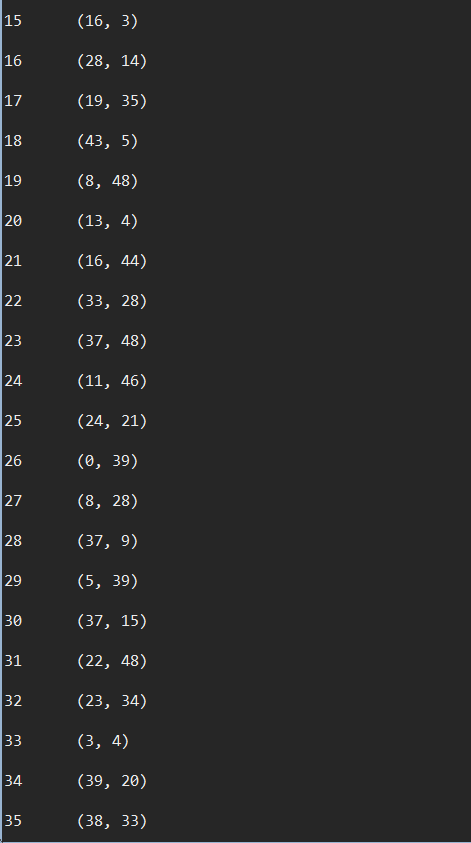 15 (16, 3)
16 (28, 14)
17 (19, 35)
18 (43, 5)
19 (8, 48)
20 (13, 4)
21 (16, 44)
22 (33, 28)
23 (37, 48)
24 (11, 46)
25 (24, 21)
26 (0, 39)
27 (8, 28)
28 (37, 9)
29 (5, 39)
30 (37, 15)
31 (22, 48)
32 (23, 34)
33 (3, 4)
34 (39, 20)
35 (38, 33)